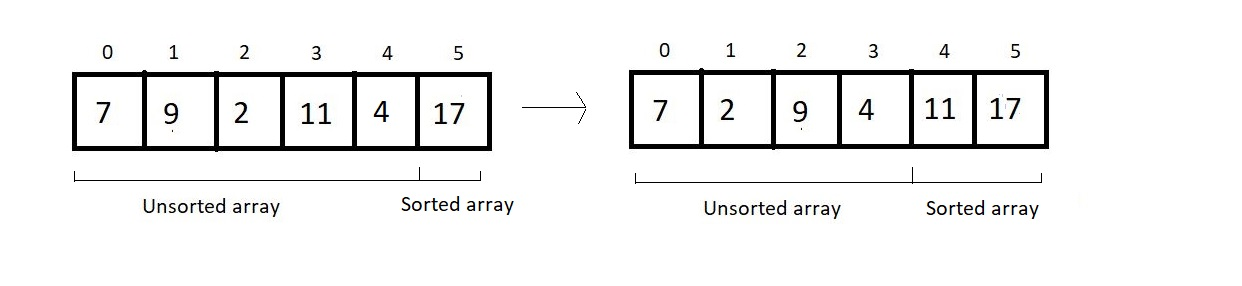 0 1 2 3 4 5
7 9 2 11 4 17
Unsorted array
Sorted array
0 1 2 3 4 5
7 2 9 4 11 17
Unsorted array
Sorted array